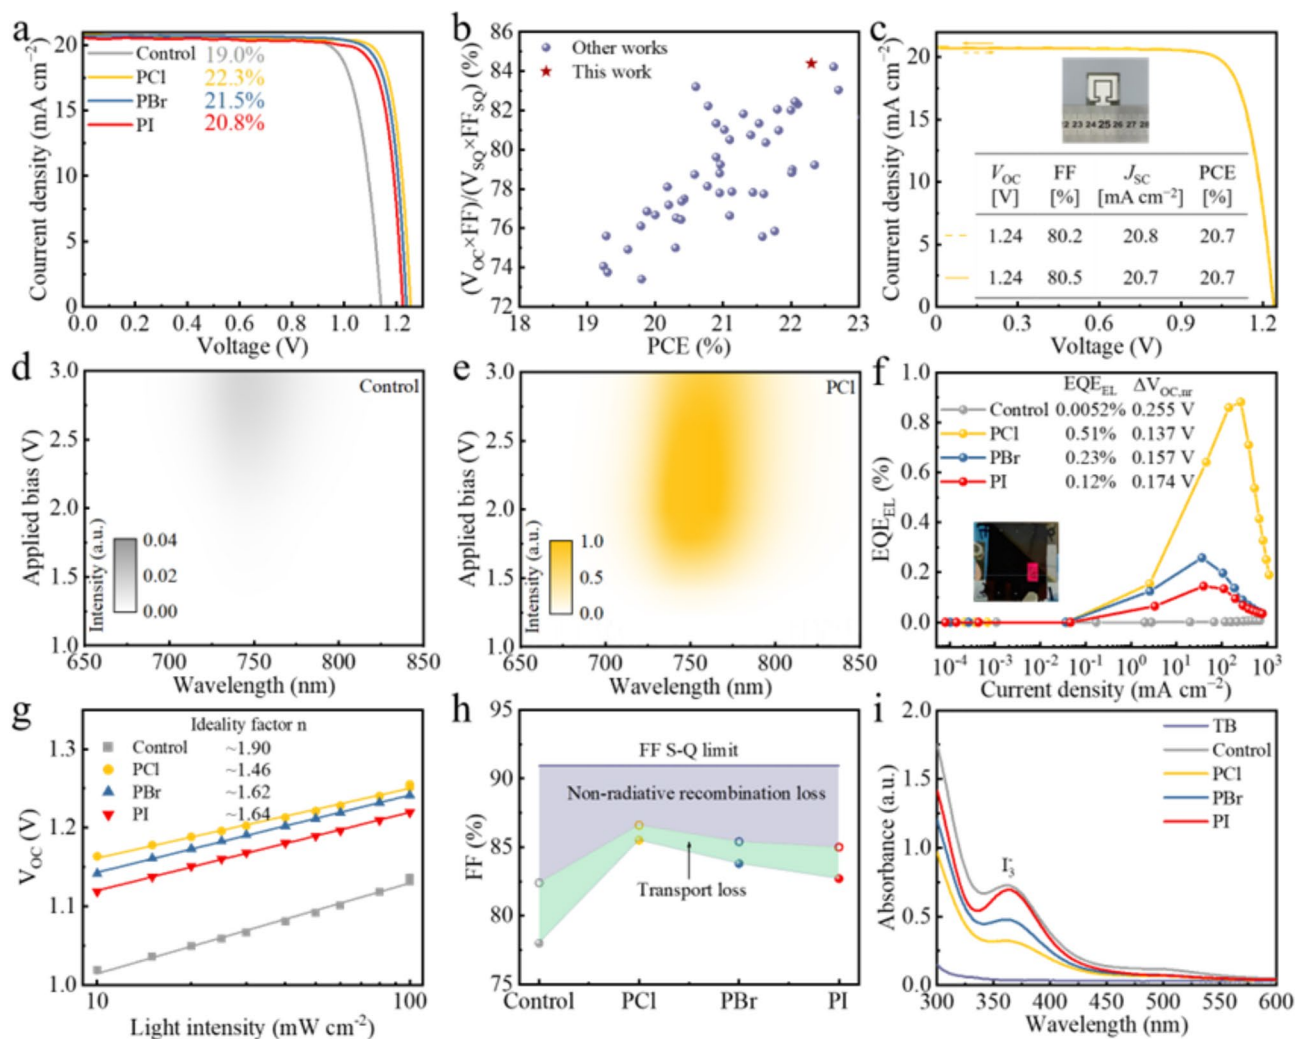 a
Courrent density (mA cm⁻²)
20
15
10
5
0
Control 19.0%
PCl 22.3%
PBr 21.5%
PI 20.8%
0.0 0.2 0.4 0.6 0.8 1.0 1.2
Voltage (V)
b
(V_OC×FF)/(V_SQ×FF_SQ) (%)
86
84
82
80
78
76
74
72
Other works
This work
18 19 20 21 22 23
PCE (%)
c
Courrent density (mA cm⁻²)
20
15
10
5
0
23 24 25 26 27 28
V_OC FF J_SC PCE
[V] [%] [mA cm⁻²] [%]
1.24 80.2 20.8 20.7
1.24 80.5 20.7 20.7
0 0.3 0.6 0.9 1.2
Voltage (V)
d
Applied bias (V)
3.0
2.5
2.0
1.5
1.0
Control
Intensity (a.u.)
0.04
0.02
0.00
650 700 750 800 850
Wavelength (nm)
e
Applied bias (V)
3.0
2.5
2.0
1.5
1.0
PCl
Intensity (a.u.)
1.0
0.5
0.0
650 700 750 800 850
Wavelength (nm)
f
EQE_EL (%)
1.0
0.8
0.6
0.4
0.2
0.0
EQE_EL ΔV_OC,nr
Control 0.0052% 0.255 V
PCl 0.51% 0.137 V
PBr 0.23% 0.157 V
PI 0.12% 0.174 V
10⁻⁴ 10⁻³ 10⁻² 10⁻¹ 10⁰ 10¹ 10² 10³
Current density (mA cm⁻²)
g
V_OC (V)
1.3
1.2
1.1
1.0
Ideality factor n
Control ~1.90
PCl ~1.46
PBr ~1.62
PI ~1.64
10 100
Light intensity (mW cm⁻²)
h
FF (%)
95
90
85
80
75
FF S-Q limit
Non-radiative recombination loss
Transport loss
Control PCl PBr PI
i
Absorbance (a.u.)
2.0
1.5
1.0
0.5
0.0
TB
Control
PCl
PBr
PI
I₃⁻
300 350 400 450 500 550 600
Wavelength (nm)